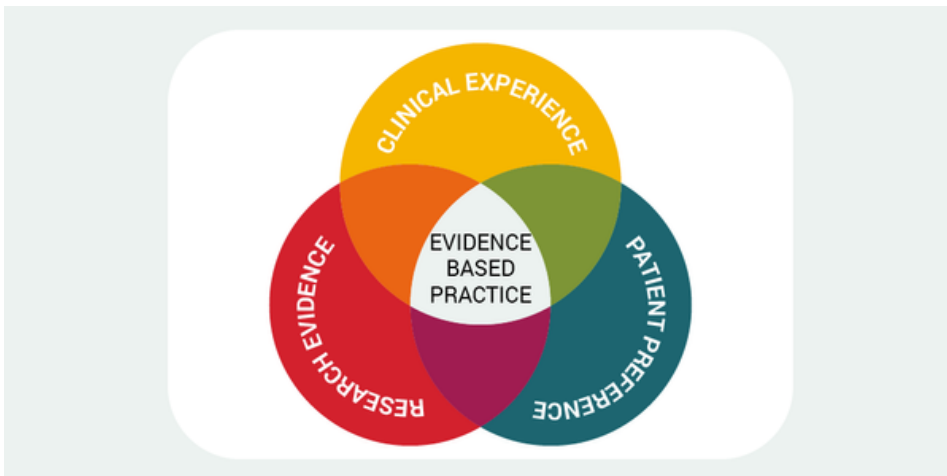 CLINICAL EXPERIENCE
EVIDENCE
BASED
PRACTICE
RESEARCH EVIDENCE
PATIENT PREFERENCE